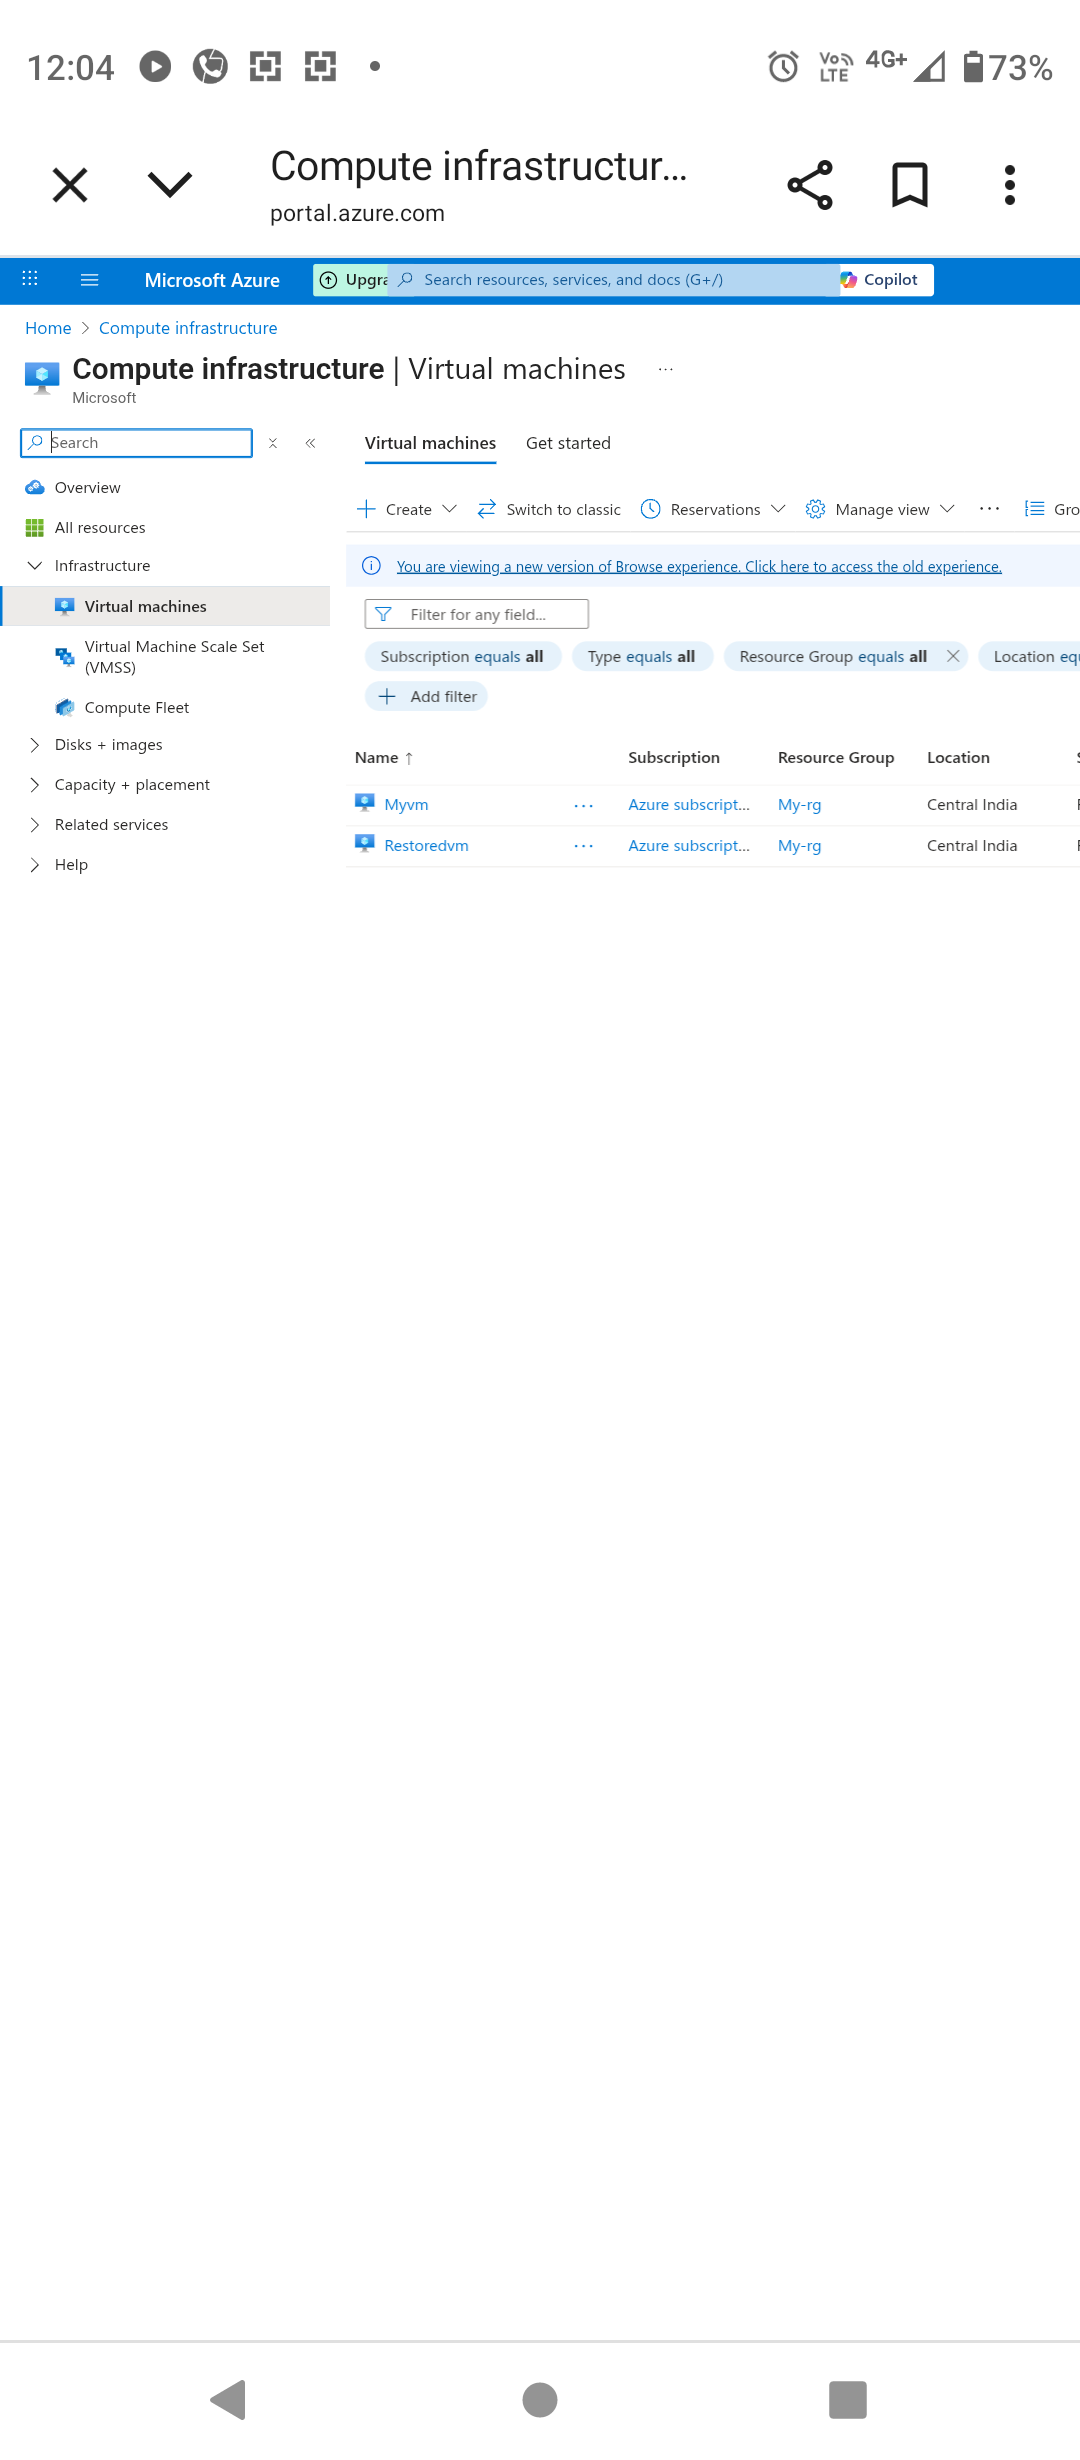 12:04
Vo LTE 4G+ 73%
Compute infrastructur...
portal.azure.com
Microsoft Azure
Upgra
Search resources, services, and docs (G+/)
Copilot
Home > Compute infrastructure
Compute infrastructure | Virtual machines ...
Microsoft
Search
Virtual machines Get started
Overview
Create Switch to classic Reservations Manage view ... Gro
All resources
Infrastructure
You are viewing a new version of Browse experience. Click here to access the old experience.
Virtual machines
Filter for any field...
Virtual Machine Scale Set
(VMSS)
Subscription equals all Type equals all Resource Group equals all Location equ
Compute Fleet
Add filter
Disks + images
Name ↑ Subscription Resource Group Location
Capacity + placement
Myvm ... Azure subscript... My-rg Central India
Related services
Restoredvm ... Azure subscript... My-rg Central India
Help